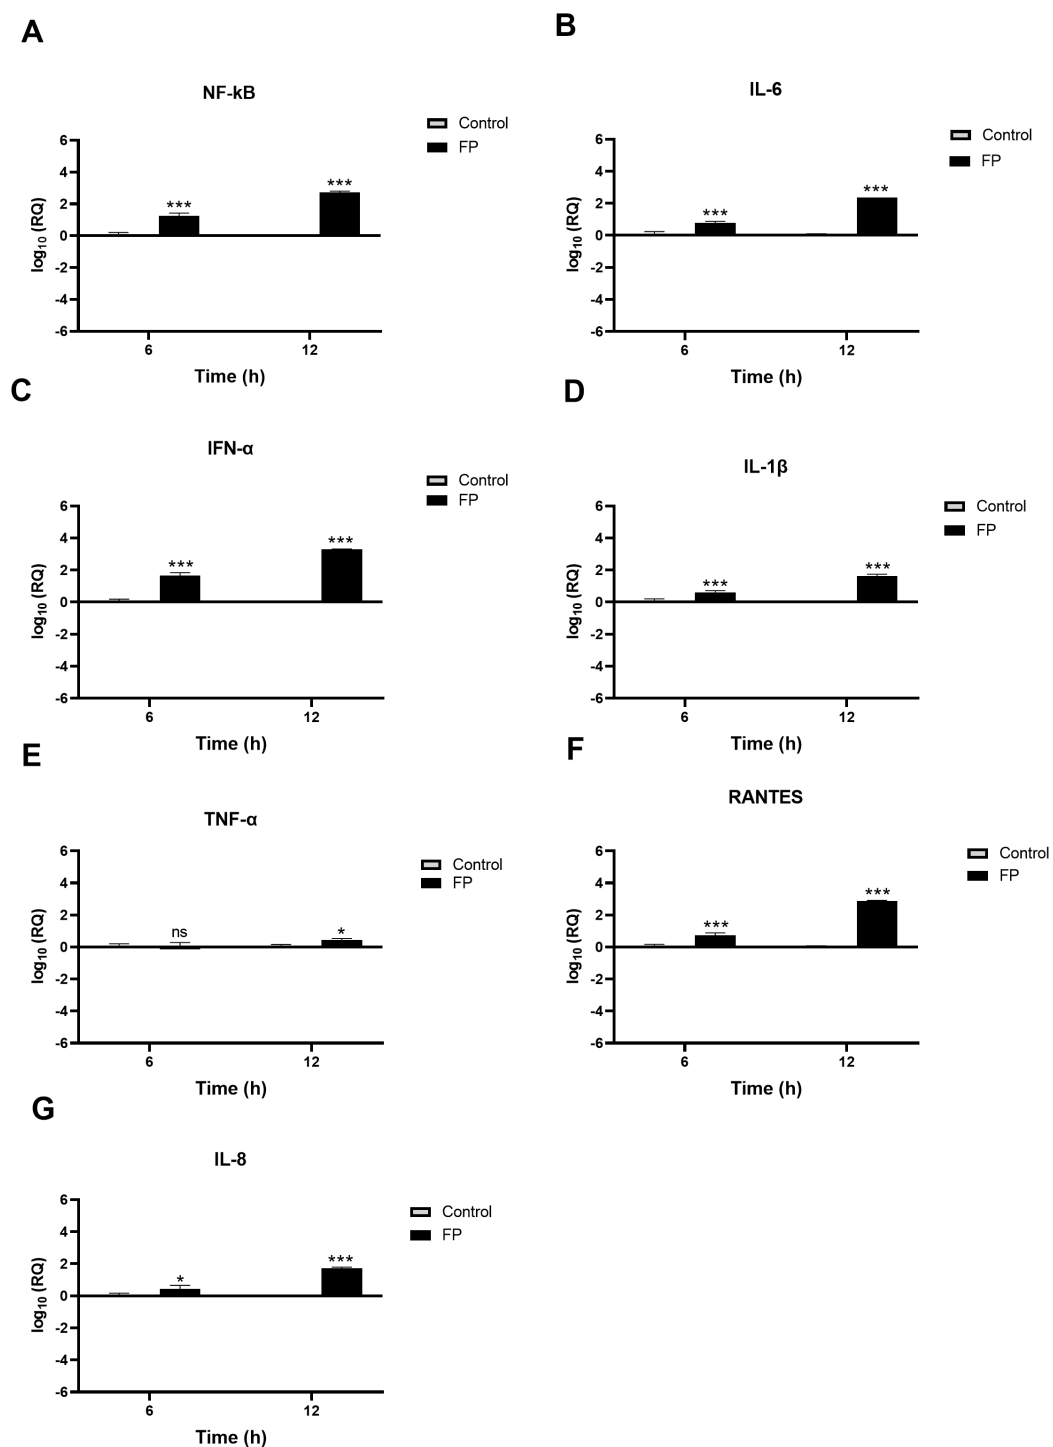 A
NF-kB
Control
FP
6
4
2
0
-2
-4
-6
log10 (RQ)
***
***
6
12
Time (h)
B
IL-6
Control
FP
6
4
2
0
-2
-4
-6
log10 (RQ)
***
***
6
12
Time (h)
C
IFN-α
Control
FP
6
4
2
0
-2
-4
-6
log10 (RQ)
***
***
6
12
Time (h)
D
IL-1β
Control
FP
6
4
2
0
-2
-4
-6
log10 (RQ)
***
***
6
12
Time (h)
E
TNF-α
Control
FP
6
4
2
0
-2
-4
-6
log10 (RQ)
ns
*
6
12
Time (h)
F
RANTES
Control
FP
6
4
2
0
-2
-4
-6
log10 (RQ)
***
***
6
12
Time (h)
G
IL-8
Control
FP
6
4
2
0
-2
-4
-6
log10 (RQ)
*
***
6
12
Time (h)